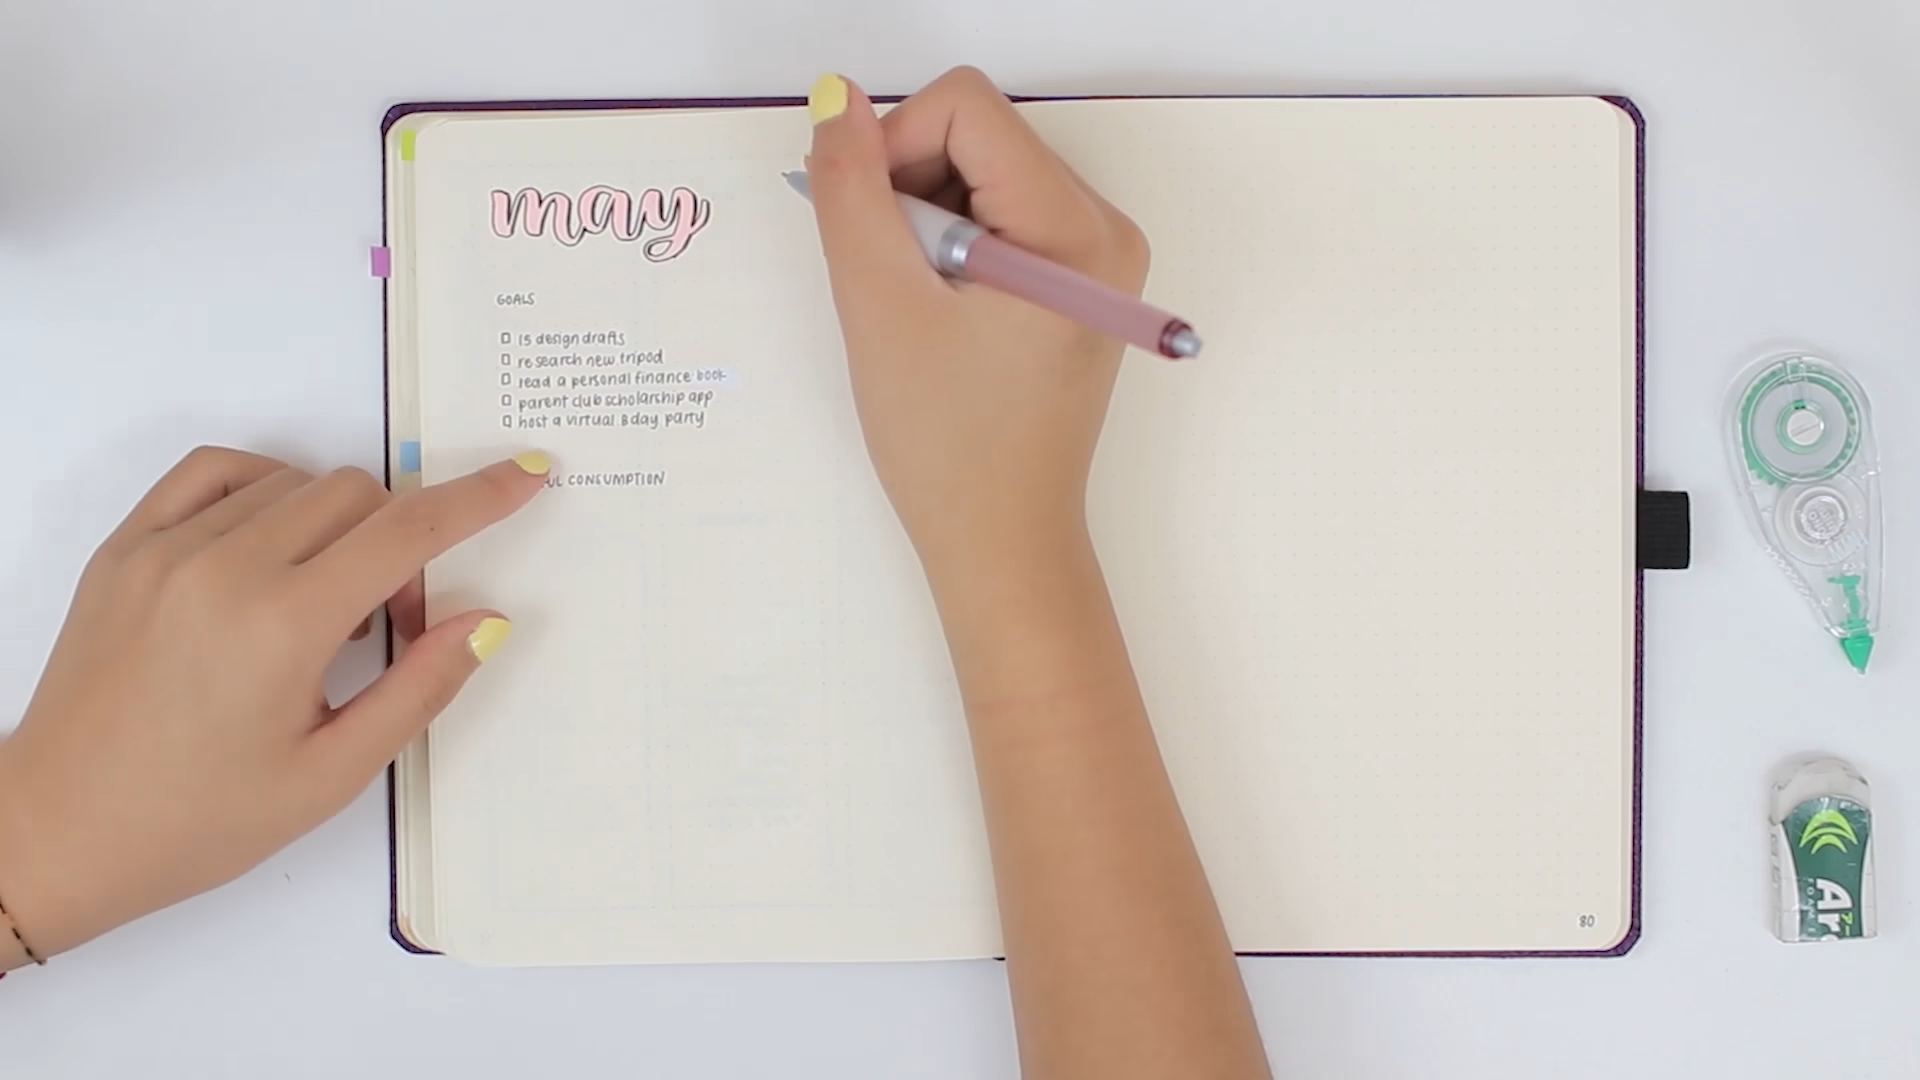 may
GOALS
15 design drafts
research new tripod
read a personal finance book
parent club scholarship app
host a virtual Bday party
CONSUMPTION
80